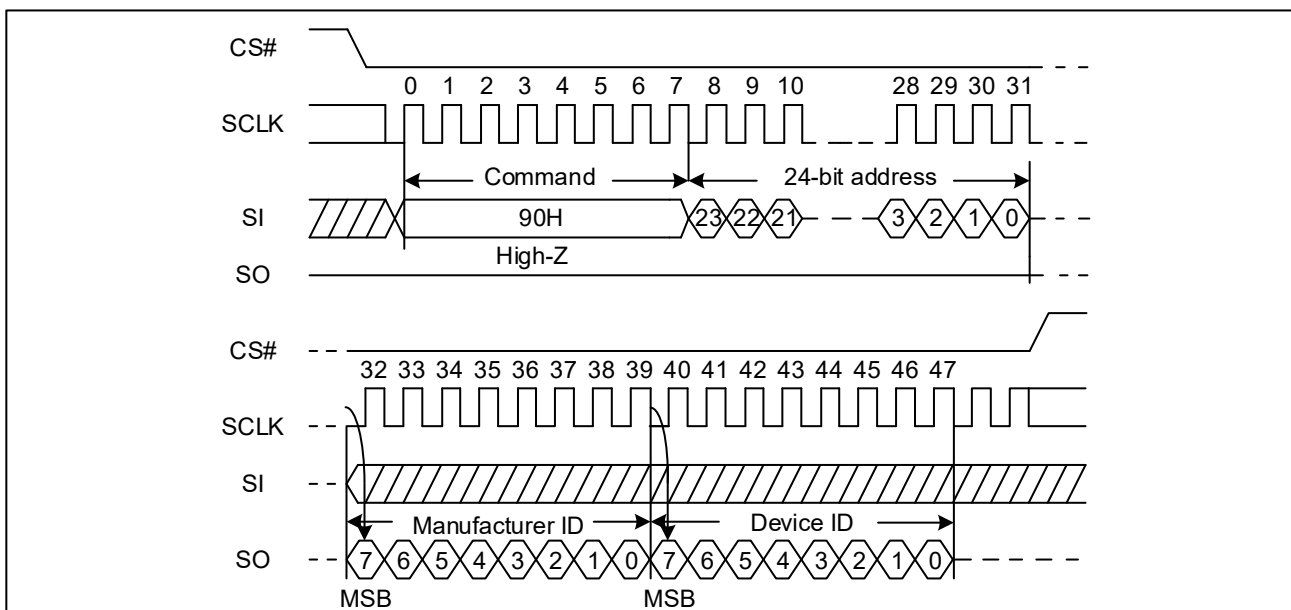 CS#
0 1 2 3 4 5 6 7 8 9 10 28 29 30 31
SCLK
Command 24-bit address
SI 90H 23 22 21 3 2 1 0
High-Z
SO
CS#
32 33 34 35 36 37 38 39 40 41 42 43 44 45 46 47
SCLK
SI
Manufacturer ID Device ID
SO 7 6 5 4 3 2 1 0 7 6 5 4 3 2 1 0
MSB MSB